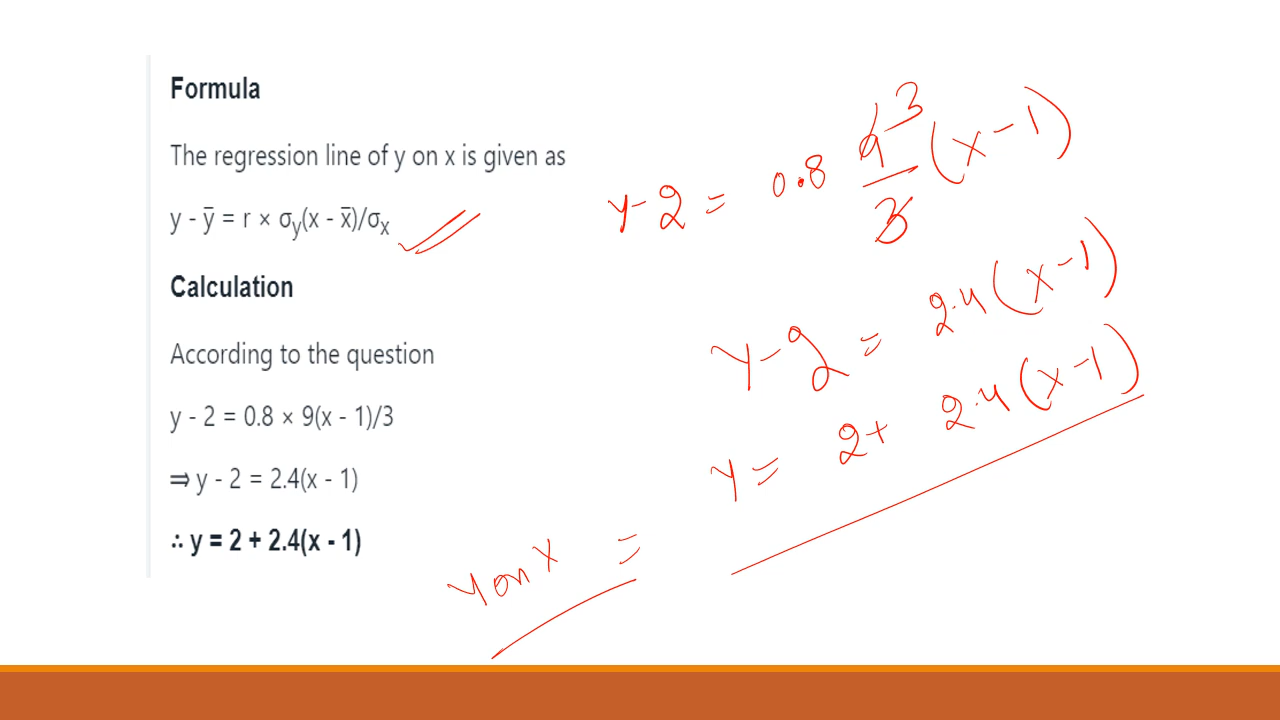 Formula
The regression line of y on x is given as
y - ȳ = r × σy(x - x̄)/σx
Calculation
According to the question
y - 2 = 0.8 × 9(x - 1)/3
⇒ y - 2 = 2.4(x - 1)
∴ y = 2 + 2.4(x - 1)
y-2 = 0.8 9 3 (x-1)
3
y-2 = 2.4(x-1)
y = 2+ 2.4(x-1)
y on x =